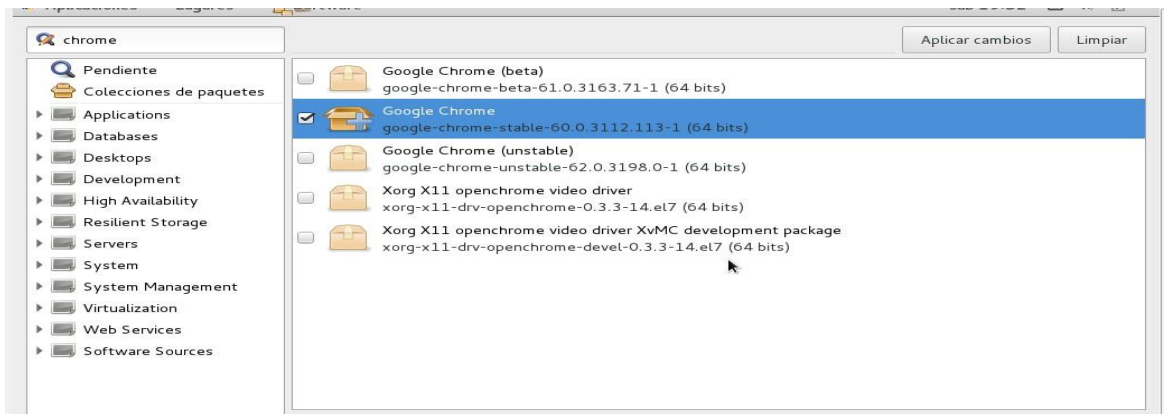 chrome
Aplicar cambios
Limpiar
Pendiente
Colecciones de paquetes
Applications
Databases
Desktops
Development
High Availability
Resilient Storage
Servers
System
System Management
Virtualization
Web Services
Software Sources
Google Chrome (beta)
google-chrome-beta-61.0.3163.71-1 (64 bits)
Google Chrome
google-chrome-stable-60.0.3112.113-1 (64 bits)
Google Chrome (unstable)
google-chrome-unstable-62.0.3198.0-1 (64 bits)
Xorg X11 openchrome video driver
xorg-x11-drv-openchrome-0.3.3-14.el7 (64 bits)
Xorg X11 openchrome video driver XvMC development package
xorg-x11-drv-openchrome-devel-0.3.3-14.el7 (64 bits)